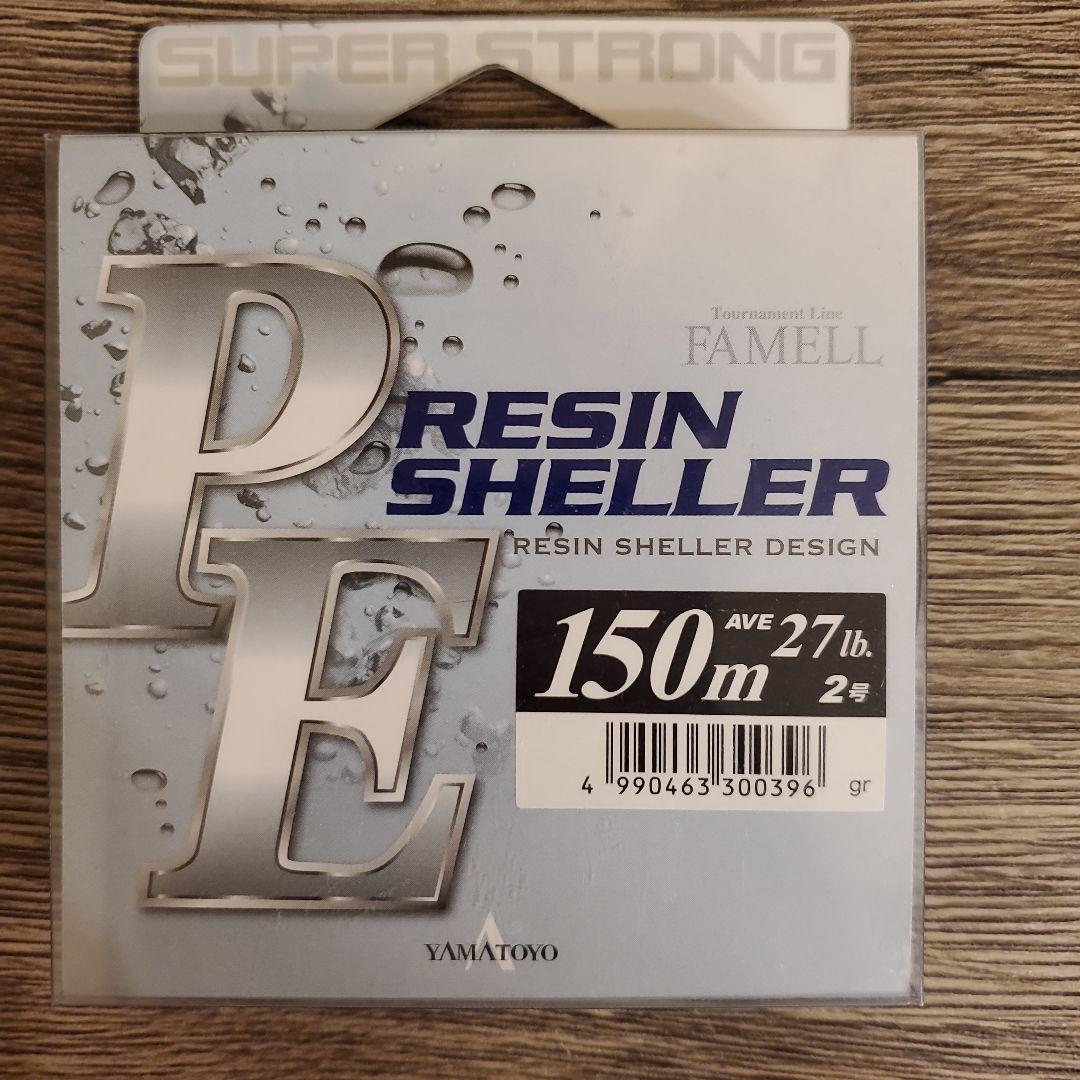 SUPER STRONG
Tournament Line
FAMELL
PE
RESIN
SHELLER
RESIN SHELLER DESIGN
150m AVE 27lb.
2号
4 990463 300396 gr
YAMATOYO